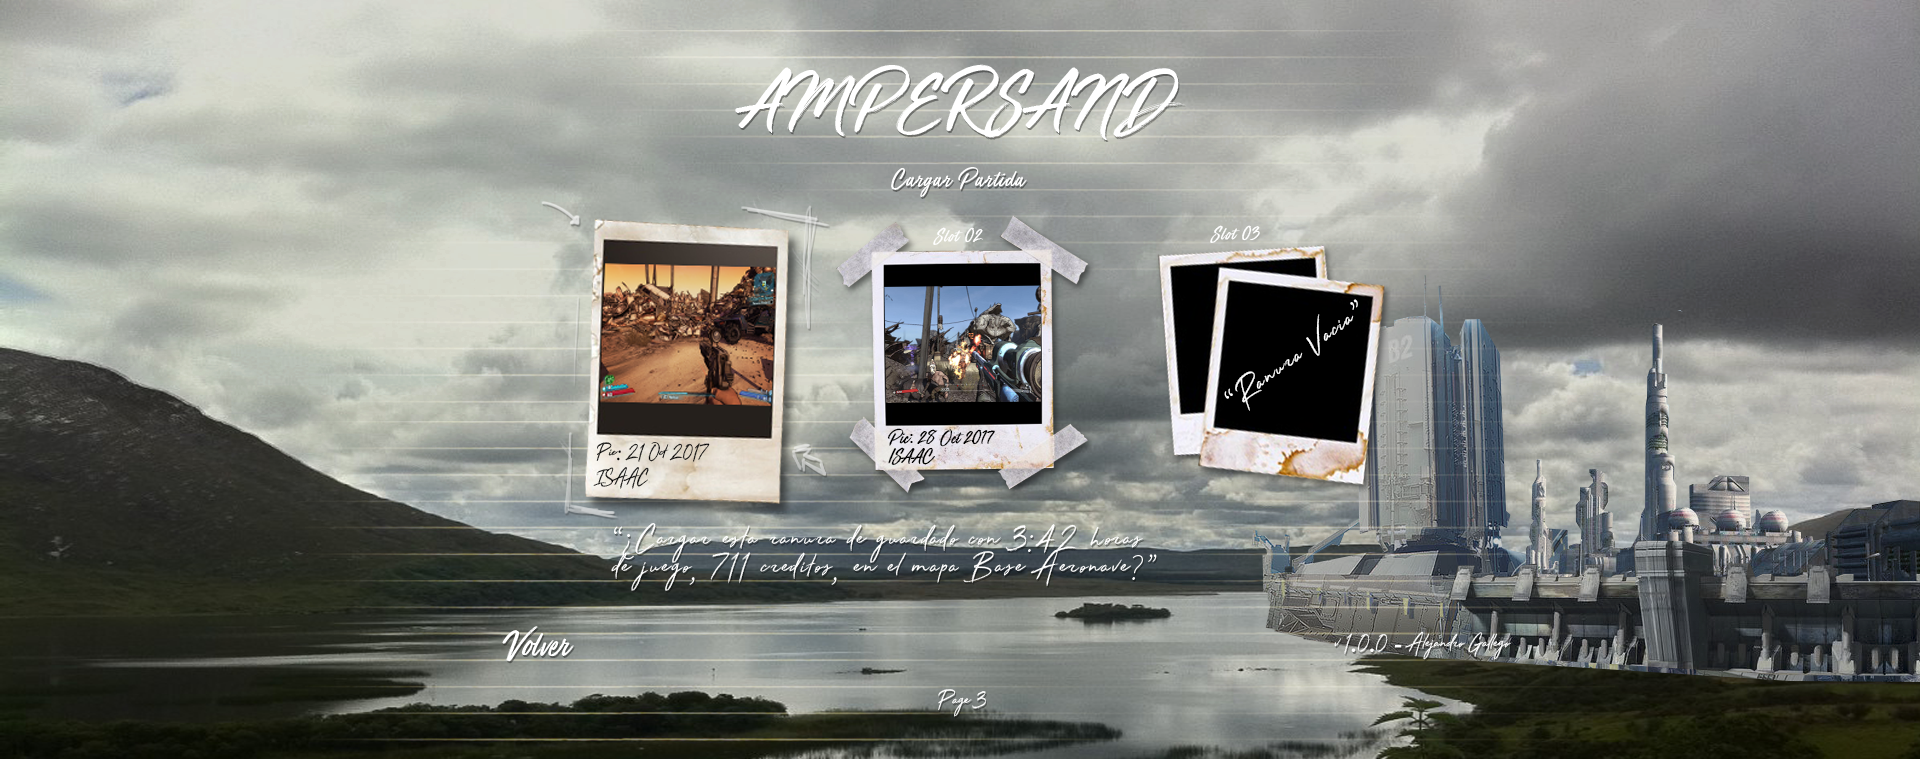 AMPERSAND
Cargar Partida
Slot 02
Slot 03
"Ranura Vacia"
B2
Pic: 21 Oct 2017
ISAAC
Pic: 28 Oct 2017
ISAAC
"¿Cargar esta ranura de guardado con 3:42 horas
de juego, 711 creditos, en el mapa Base Aeronave?"
Volver
v1.0.0 - Alejandro Gallego
Page 3